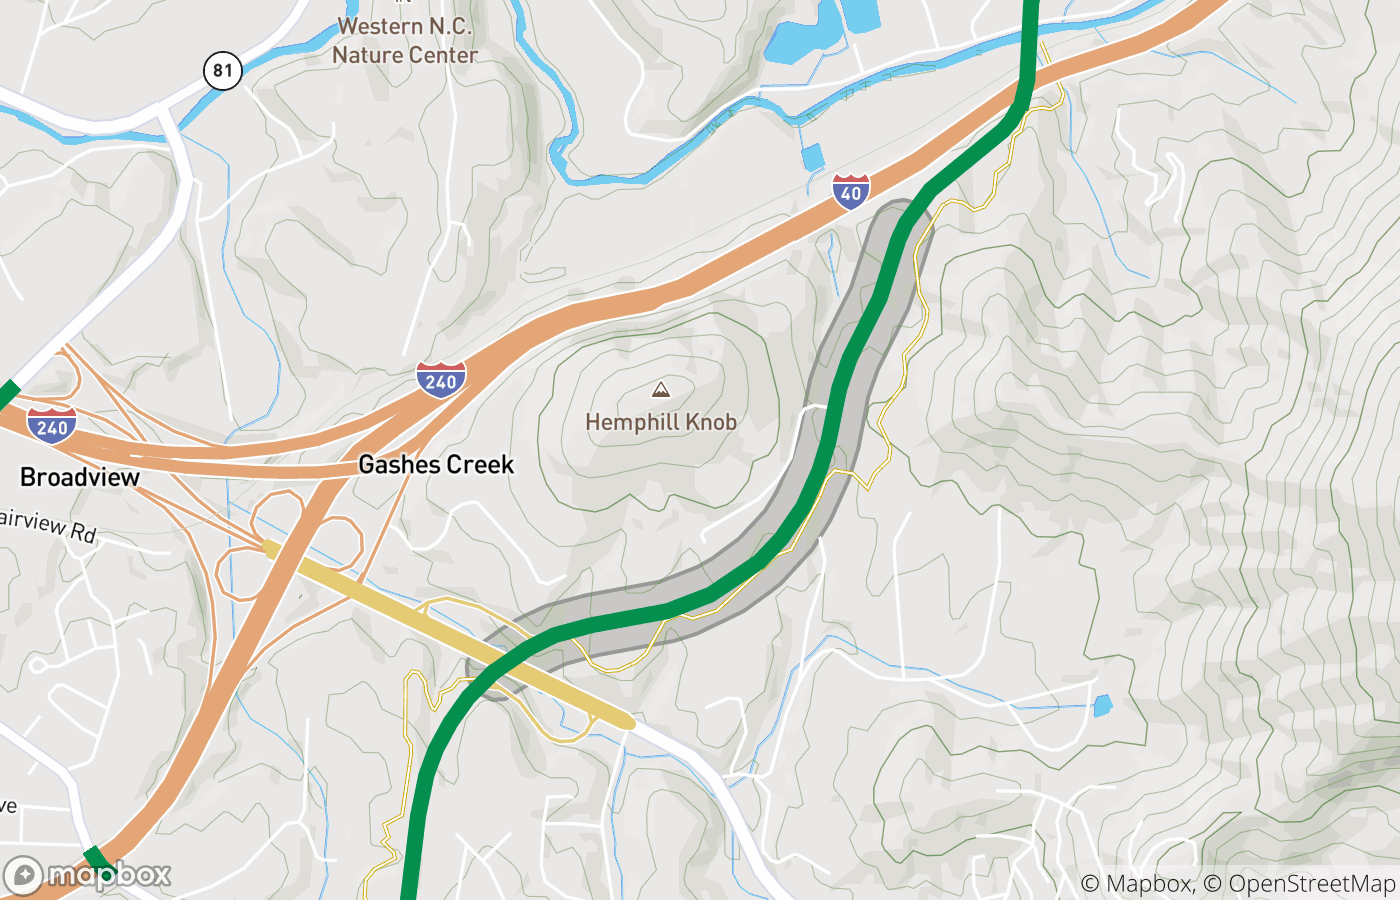 Western N.C.
Nature Center
81
40
240
Hemphill Knob
240
Gashes Creek
Broadview
airview Rd
ve
mapbox
© Mapbox, © OpenStreetMap